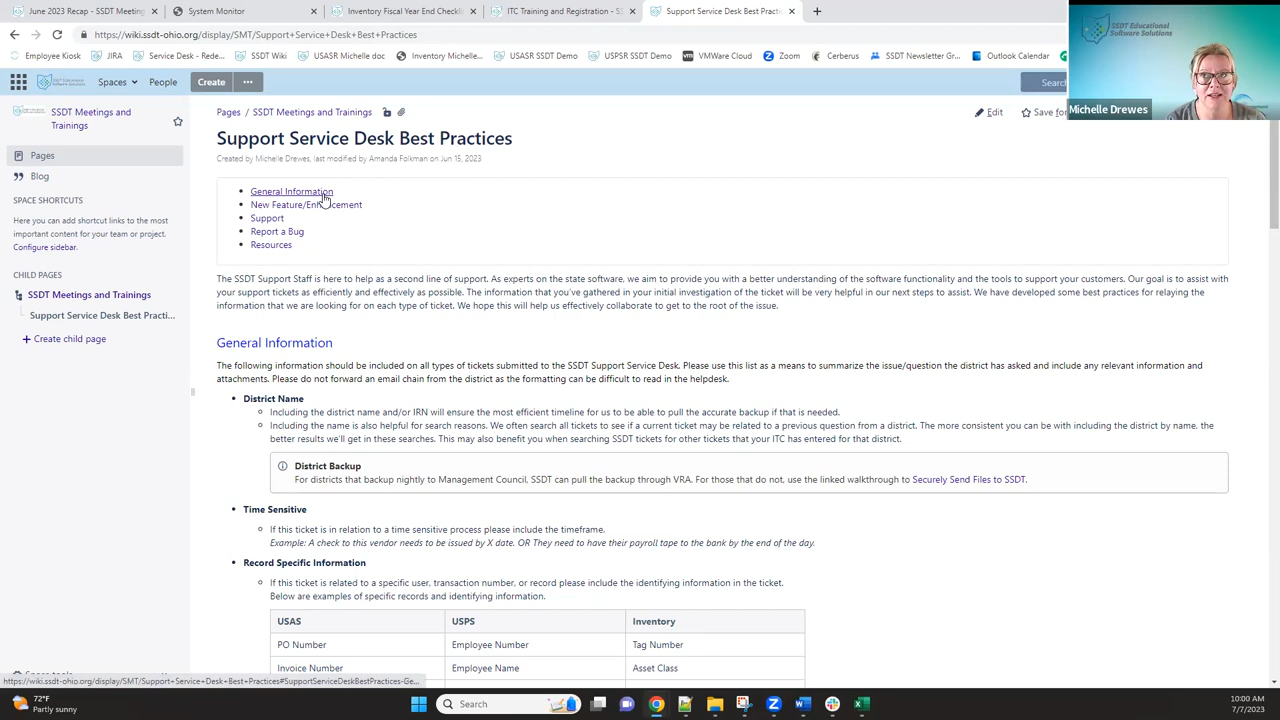 June 2023 Recap - SSDT Meeting
System Monitor
Inventory Fiscal Year End Checkli
ITC Training and Registration - SS
Support Service Desk Best Practic
https://wiki.ssdt-ohio.org/display/SMT/Support+Service+Desk+Best+Practices
Employee Kiosk
JIRA
Service Desk - Rede...
SSDT Wiki
USASR Michelle doc
Inventory Michelle...
USASR SSDT Demo
USPSR SSDT Demo
VMWare Cloud
Zoom
Cerberus
SSDT Newsletter Gr...
Outlook Calendar
SSDT Educational
Software Solutions
Michelle Drewes
Spaces
People
Create
Search
SSDT Meetings and
Trainings
Pages
Blog
SPACE SHORTCUTS
Here you can add shortcut links to the most
important content for your team or project.
Configure sidebar.
CHILD PAGES
SSDT Meetings and Trainings
Support Service Desk Best Practi...
+ Create child page
Pages / SSDT Meetings and Trainings
Edit
Save for
Support Service Desk Best Practices
Created by Michelle Drewes, last modified by Amanda Folkman on Jun 15, 2023
• General Information
• New Feature/Enhancement
• Support
• Report a Bug
• Resources
The SSDT Support Staff is here to help as a second line of support. As experts on the state software, we aim to provide you with a better understanding of the software functionality and the tools to support your customers. Our goal is to assist with
your support tickets as efficiently and effectively as possible. The information that you've gathered in your initial investigation of the ticket will be very helpful in our next steps to assist. We have developed some best practices for relaying the
information that we are looking for on each type of ticket. We hope this will help us effectively collaborate to get to the root of the issue.
General Information
The following information should be included on all types of tickets submitted to the SSDT Support Service Desk. Please use this list as a means to summarize the issue/question the district has asked and include any relevant information and
attachments. Please do not forward an email chain from the district as the formatting can be difficult to read in the helpdesk.
• District Name
Including the district name and/or IRN will ensure the most efficient timeline for us to be able to pull the accurate backup if that is needed.
Including the name is also helpful for search reasons. We often search all tickets to see if a current ticket may be related to a previous question from a district. The more consistent you can be with including the district by name, the
better results we'll get in these searches. This may also benefit you when searching SSDT tickets for other tickets that your ITC has entered for that district.
District Backup
For districts that backup nightly to Management Council, SSDT can pull the backup through VRA. For those that do not, use the linked walkthrough to Securely Send Files to SSDT.
• Time Sensitive
If this ticket is in relation to a time sensitive process please include the timeframe.
Example: A check to this vendor needs to be issued by X date. OR They need to have their payroll tape to the bank by the end of the day.
• Record Specific Information
If this ticket is related to a specific user, transaction number, or record please include the identifying information in the ticket.
Below are examples of specific records and identifying information.
USAS USPS Inventory
PO Number Employee Number Tag Number
Invoice Number Employee Name Asset Class
https://wiki.ssdt-ohio.org/display/SMT/Support+Service+Desk+Best+Practices#SupportServiceDeskBestPractices-Ge...
72°F
Partly sunny
Search
10:00 AM
7/7/2023